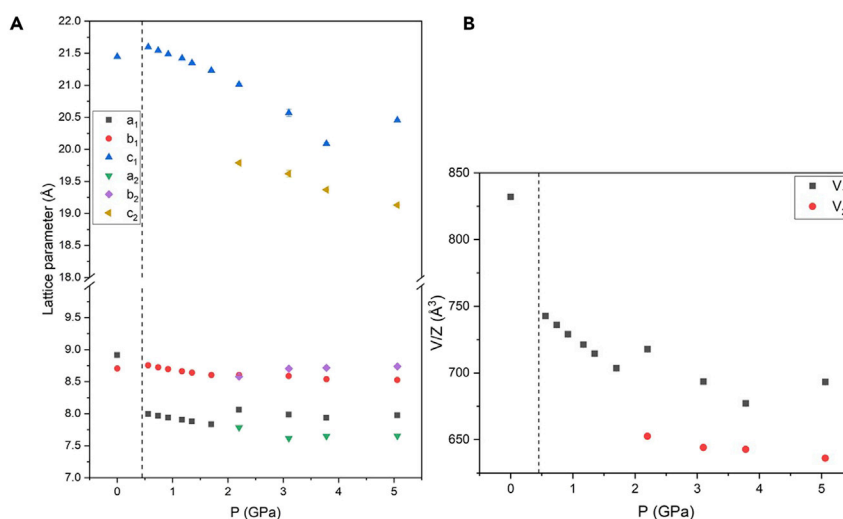 A
22.0
21.5
21.0
20.5
20.0
19.5
19.0
18.5
18.0
9.5
9.0
8.5
8.0
7.5
7.0
Lattice parameter (Å)
a1
b1
c1
a2
b2
c2
0 1 2 3 4 5
P (GPa)
B
850
800
750
700
650
V/Z (Å3)
V
V
0 1 2 3 4 5
P (GPa)